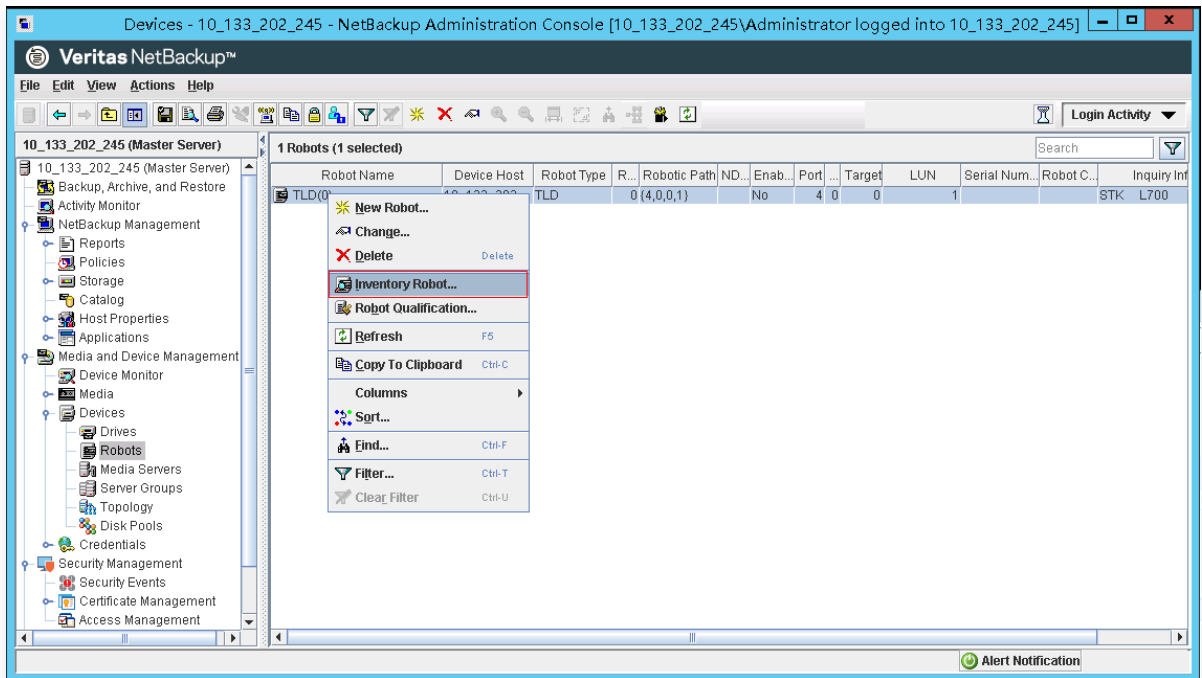 Devices - 10_133_202_245 - NetBackup Administration Console [10_133_202_245\Administrator logged into 10_133_202_245]
Veritas NetBackup™
File Edit View Actions Help
Login Activity
10_133_202_245 (Master Server)
1 Robots (1 selected)
Search
10_133_202_245 (Master Server)
Backup, Archive, and Restore
Activity Monitor
NetBackup Management
Reports
Policies
Storage
Catalog
Host Properties
Applications
Media and Device Management
Device Monitor
Media
Devices
Drives
Robots
Media Servers
Server Groups
Topology
Disk Pools
Credentials
Security Management
Security Events
Certificate Management
Access Management
Robot Name Device Host Robot Type R... Robotic Path ND... Enab... Port ... Target LUN Serial Num... Robot C... Inquiry Inf
TLD(0) TLD 0 {4,0,0,1} No 4 0 0 1 STK L700
New Robot...
Change...
Delete Delete
Inventory Robot...
Robot Qualification...
Refresh F5
Copy To Clipboard Ctrl-C
Columns
Sort...
Find... Ctrl-F
Filter... Ctrl-T
Clear Filter Ctrl-U
Alert Notification